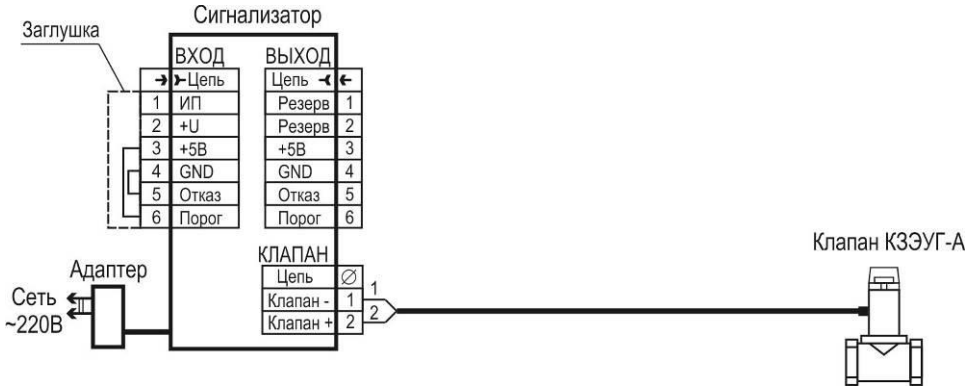 Сигнализатор
Заглушка
ВХОД ВЫХОД
Цепь Цепь
1 ИП Резерв 1
2 +U Резерв 2
3 +5В +5В 3
4 GND GND 4
5 Отказ Отказ 5
6 Порог Порог 6
Клапан КЗЭУГ-А
КЛАПАН
Адаптер
Цепь
Сеть
~220В
Клапан - 1 1
Клапан + 2 2